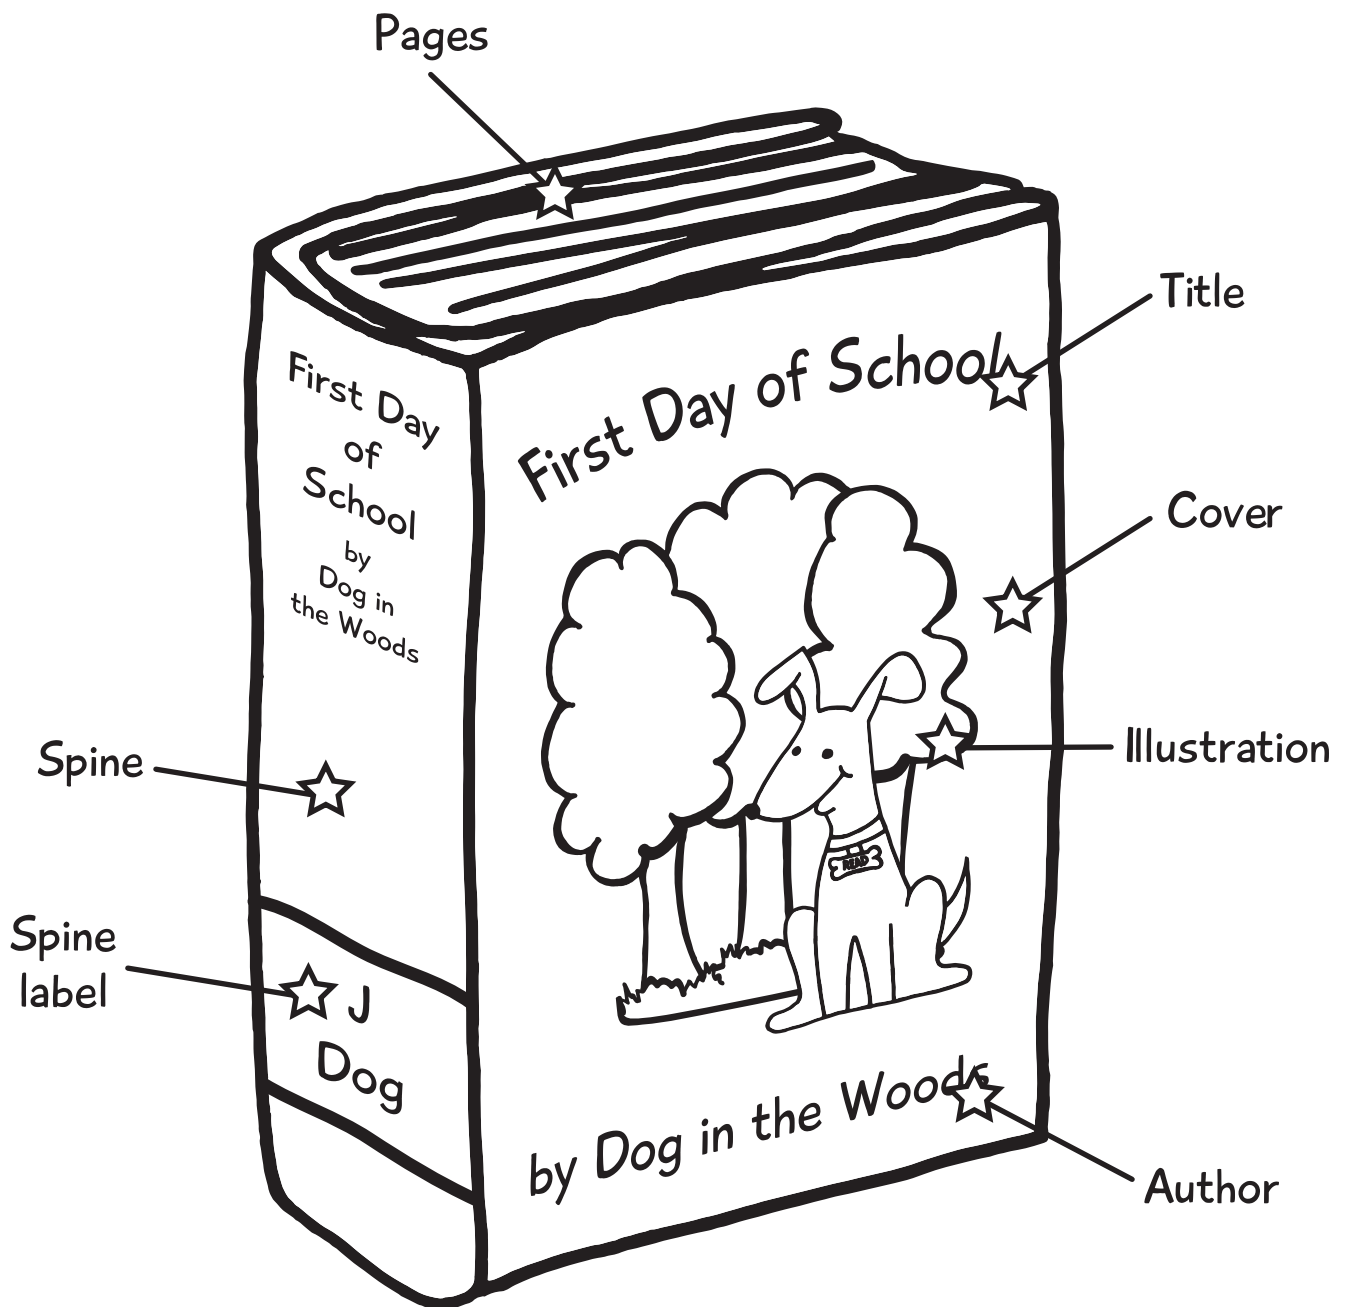 Pages
Title
Cover
Illustration
Author
Spine
Spine
label
First Day
of
School
by
Dog in
the Woods
J
Dog
First Day of School
READ
by Dog in the Woods